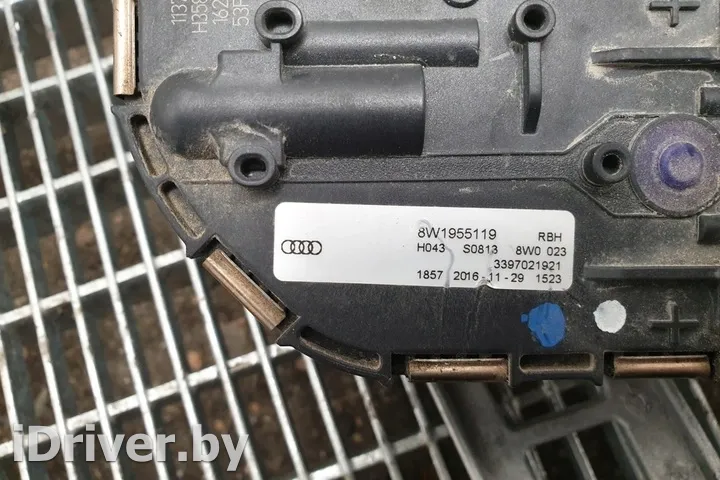 8W1955119 RBH
H043 S0813 8W0 023
3397021921
1857 2016-11-29 1523
iDriver.by